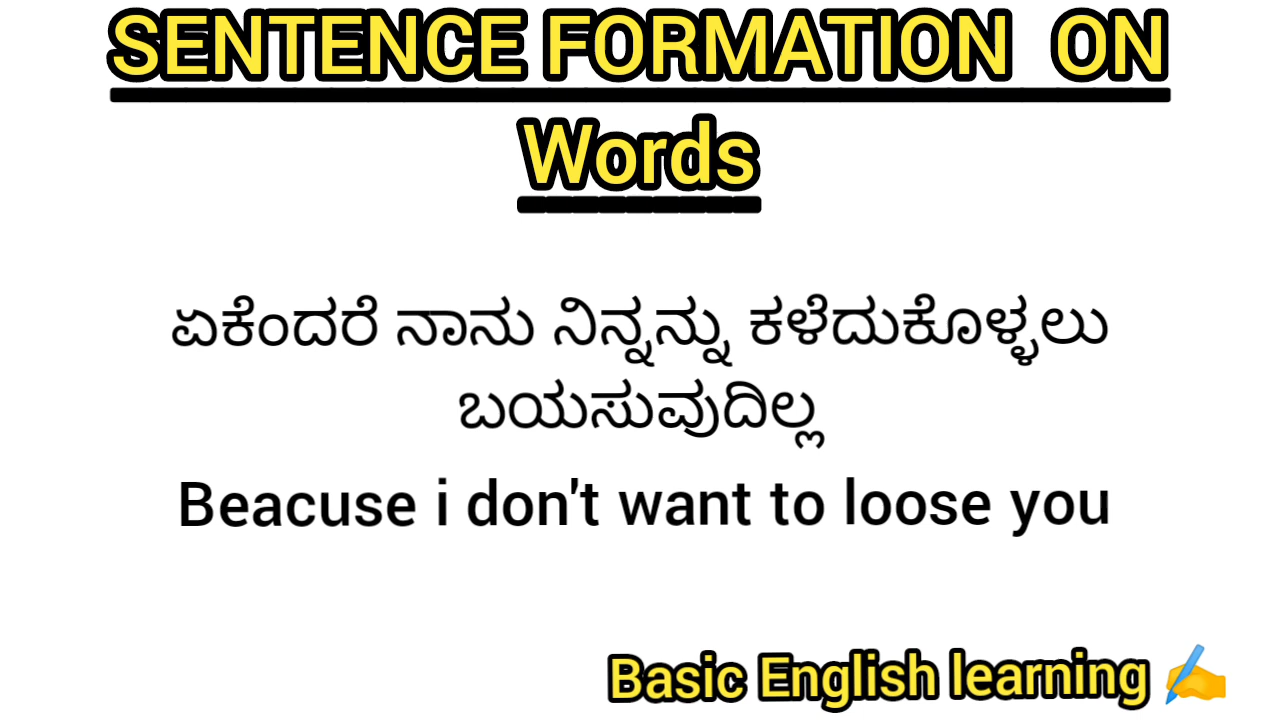 SENTENCE FORMATION ON
Words
ಏಕೆಂದರೆ ನಾನು ನಿನ್ನನ್ನು ಕಳೆದುಕೊಳ್ಳಲು
ಬಯಸುವುದಿಲ್ಲ
Beacuse i don't want to loose you
Basic English learning ✍️